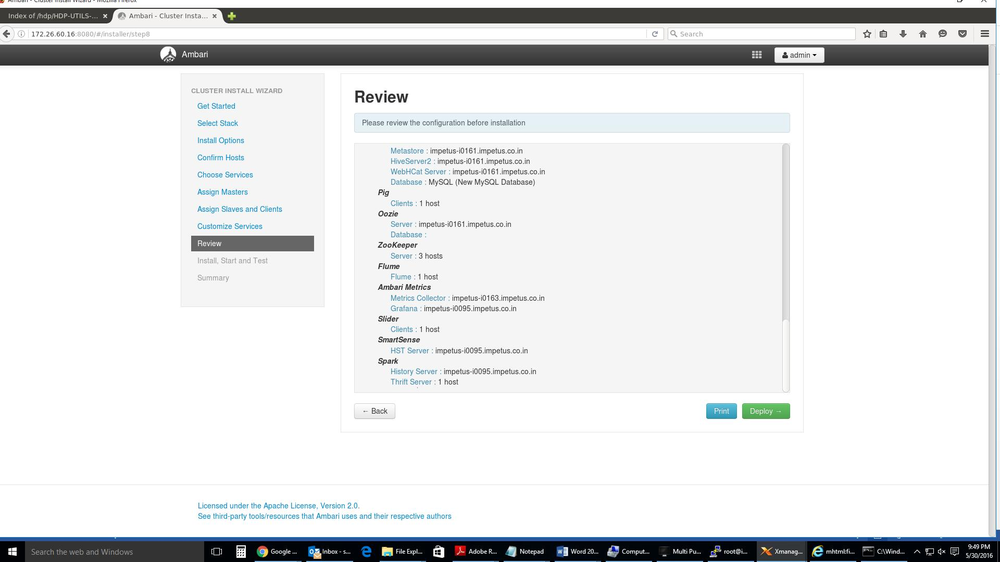 Ambari - Cluster Install Wizard - Mozilla Firefox
Index of /hdp/HDP-UTILS-...
Ambari - Cluster Insta...
172.26.60.16:8080/#/installer/step8
Search
Ambari
admin
CLUSTER INSTALL WIZARD
Get Started
Select Stack
Install Options
Confirm Hosts
Choose Services
Assign Masters
Assign Slaves and Clients
Customize Services
Review
Install, Start and Test
Summary
Review
Please review the configuration before installation
Metastore : impetus-i0161.impetus.co.in
HiveServer2 : impetus-i0161.impetus.co.in
WebHCat Server : impetus-i0161.impetus.co.in
Database : MySQL (New MySQL Database)
Pig
Clients : 1 host
Oozie
Server : impetus-i0161.impetus.co.in
Database :
ZooKeeper
Server : 3 hosts
Flume
Flume : 1 host
Ambari Metrics
Metrics Collector : impetus-i0163.impetus.co.in
Grafana : impetus-i0095.impetus.co.in
Slider
Clients : 1 host
SmartSense
HST Server : impetus-i0095.impetus.co.in
Spark
History Server : impetus-i0095.impetus.co.in
Thrift Server : 1 host
← Back
Print
Deploy →
Licensed under the Apache License, Version 2.0.
See third-party tools/resources that Ambari uses and their respective authors
Search the web and Windows
Google ...
Inbox - s...
File Expl...
Adobe R...
Notepad
Word 20...
Comput...
Multi Pu...
root@i...
Xmanag...
mhtml:fi...
C:\Wind...
9:49 PM
5/30/2016